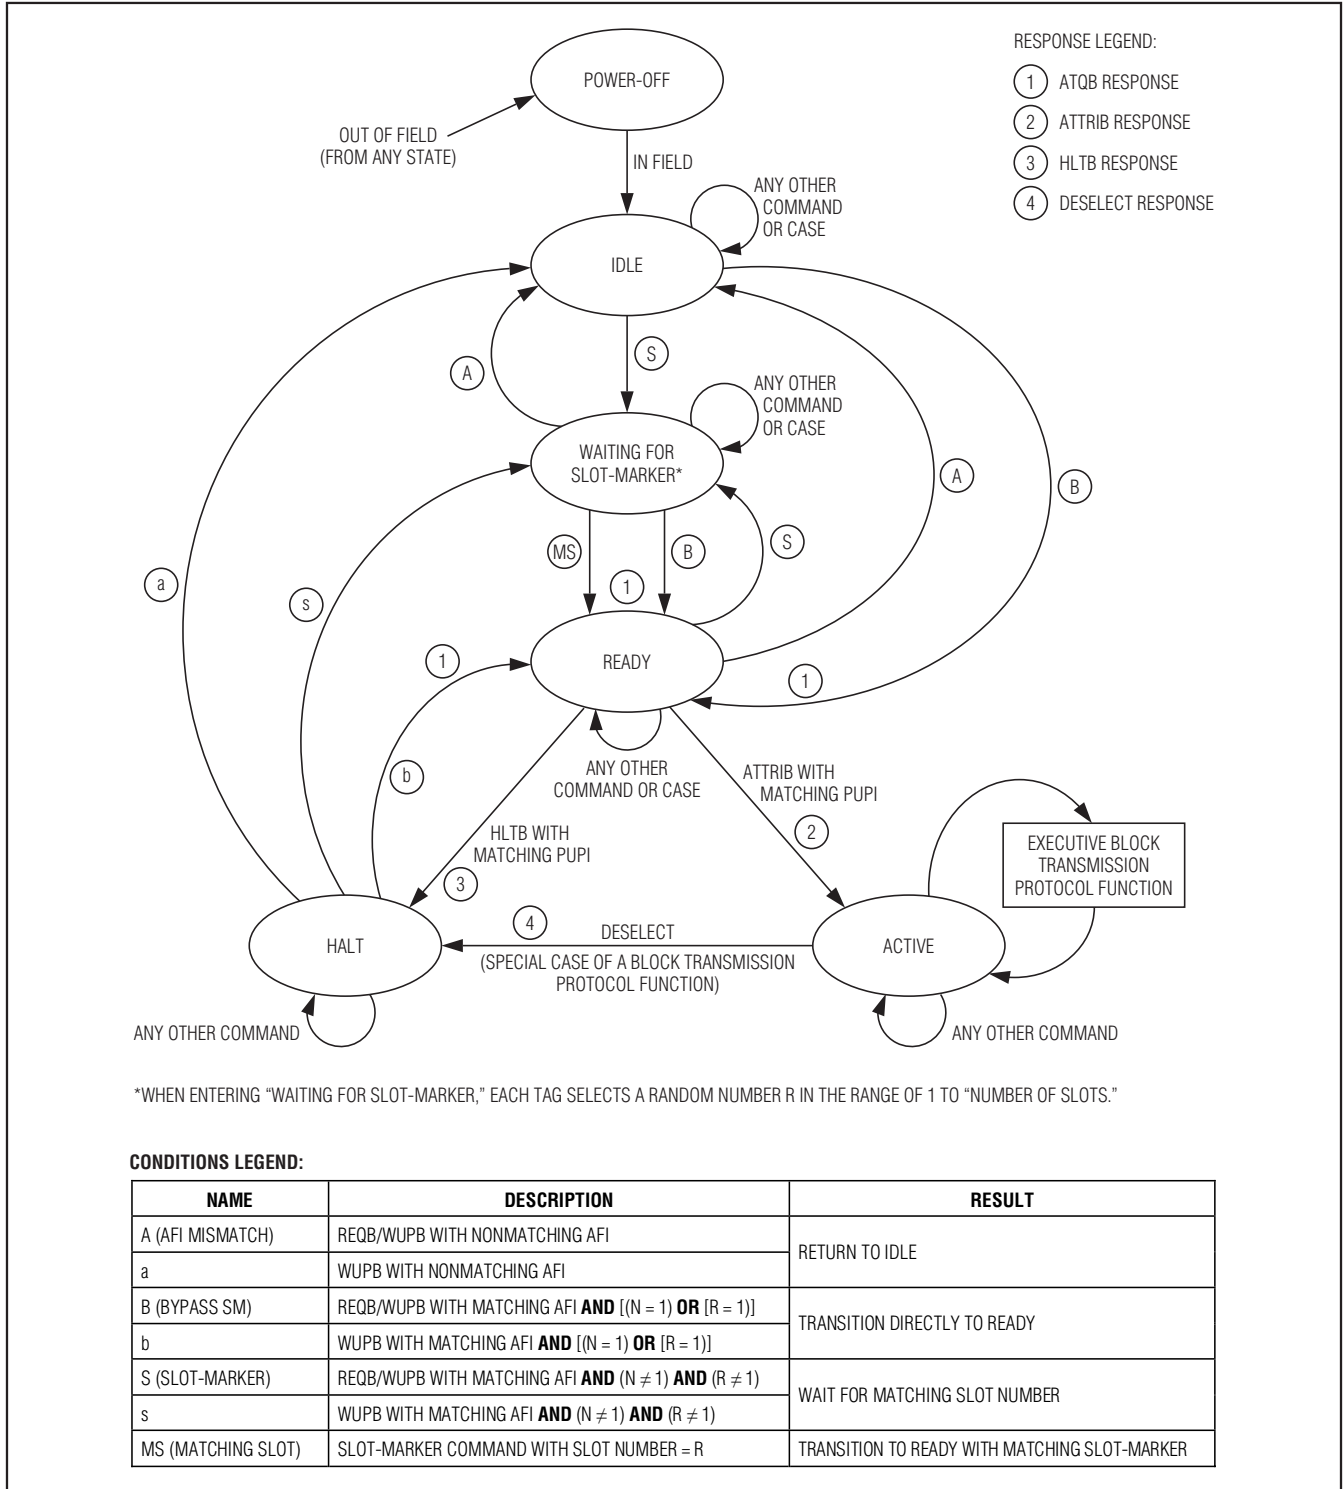 RESPONSE LEGEND:
1 ATQB RESPONSE
2 ATTRIB RESPONSE
3 HLTB RESPONSE
4 DESELECT RESPONSE
POWER-OFF
OUT OF FIELD
(FROM ANY STATE)
IN FIELD
ANY OTHER
COMMAND
OR CASE
IDLE
S
A
ANY OTHER
COMMAND
OR CASE
WAITING FOR
SLOT-MARKER*
A
B
MS
B
S
1
a
s
1
READY
1
b
ANY OTHER
COMMAND OR CASE
ATTRIB WITH
MATCHING PUPI
2
HLTB WITH
MATCHING PUPI
3
EXECUTIVE BLOCK
TRANSMISSION
PROTOCOL FUNCTION
4
DESELECT
(SPECIAL CASE OF A BLOCK TRANSMISSION
PROTOCOL FUNCTION)
HALT
ACTIVE
ANY OTHER COMMAND
ANY OTHER COMMAND
*WHEN ENTERING “WAITING FOR SLOT-MARKER,” EACH TAG SELECTS A RANDOM NUMBER R IN THE RANGE OF 1 TO “NUMBER OF SLOTS.”
CONDITIONS LEGEND:
NAME DESCRIPTION RESULT
A (AFI MISMATCH) REQB/WUPB WITH NONMATCHING AFI
RETURN TO IDLE
a WUPB WITH NONMATCHING AFI
B (BYPASS SM) REQB/WUPB WITH MATCHING AFI AND [(N = 1) OR [R = 1)]
TRANSITION DIRECTLY TO READY
b WUPB WITH MATCHING AFI AND [(N = 1) OR [R = 1)]
S (SLOT-MARKER) REQB/WUPB WITH MATCHING AFI AND (N ≠ 1) AND (R ≠ 1)
WAIT FOR MATCHING SLOT NUMBER
s WUPB WITH MATCHING AFI AND (N ≠ 1) AND (R ≠ 1)
MS (MATCHING SLOT) SLOT-MARKER COMMAND WITH SLOT NUMBER = R TRANSITION TO READY WITH MATCHING SLOT-MARKER